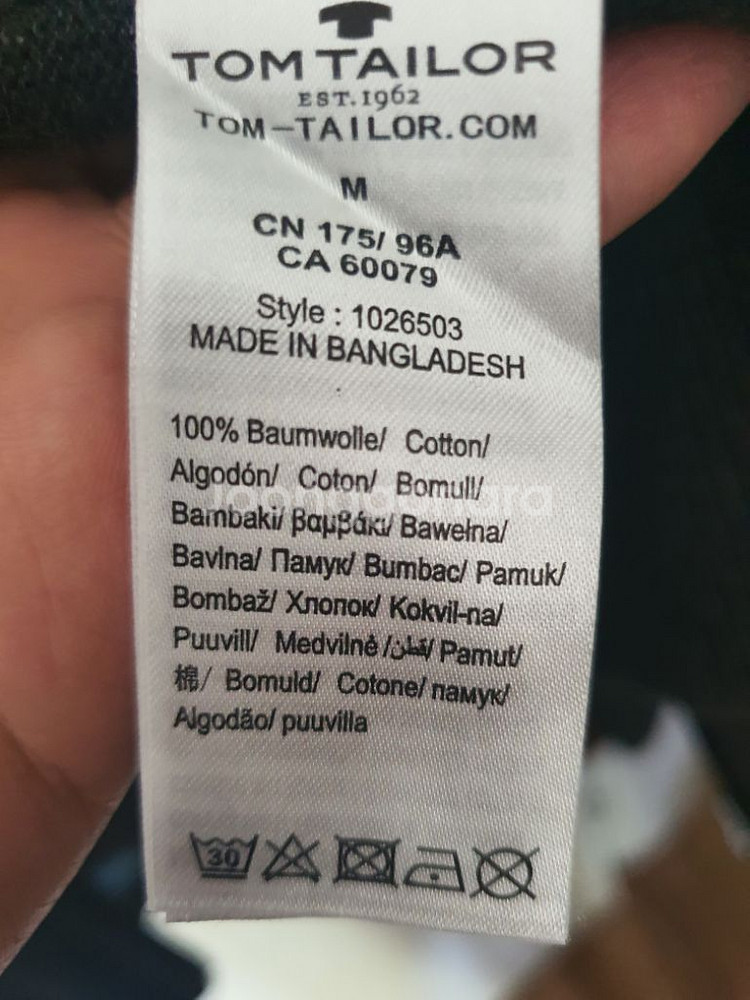 TOM TAILOR
EST.1962
TOM-TAILOR.COM
M
CN 175/ 96A
CA 60079
Style : 1026503
MADE IN BANGLADESH
100% Baumwolle/ Cotton/
Algodón/ Coton/ Bomull/
Bambaki/ βαμβάκι/ Bawełna/
Bavlna/ Памук/ Bumbac/ Pamuk/
Bombaž/ Хлопок/ Kokvil-na/
Puuvill/ Medvilnė /قطن/ Pamut/
棉/ Bomuld/ Cotone/ памук/
Algodão/ puuvilla
30